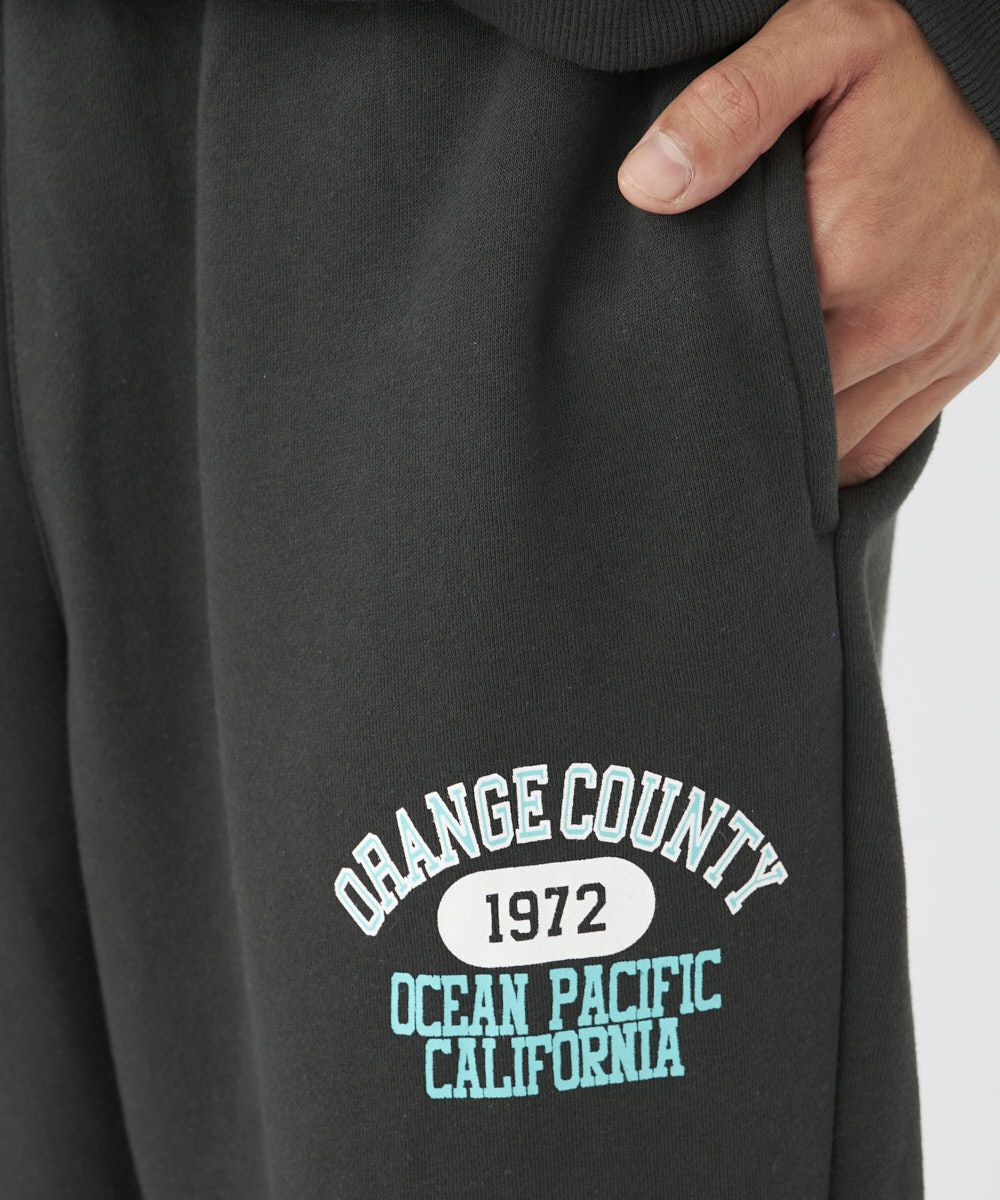 ORANGE COUNTY
1972
OCEAN PACIFIC
CALIFORNIA